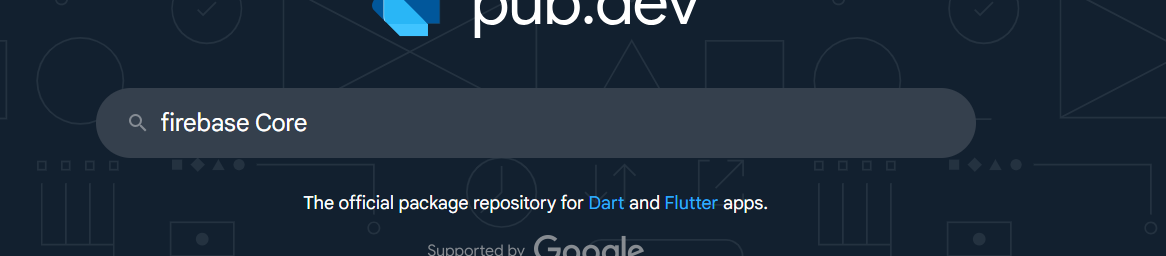 pub.dev
firebase Core
The official package repository for Dart and Flutter apps.
Supported by Google